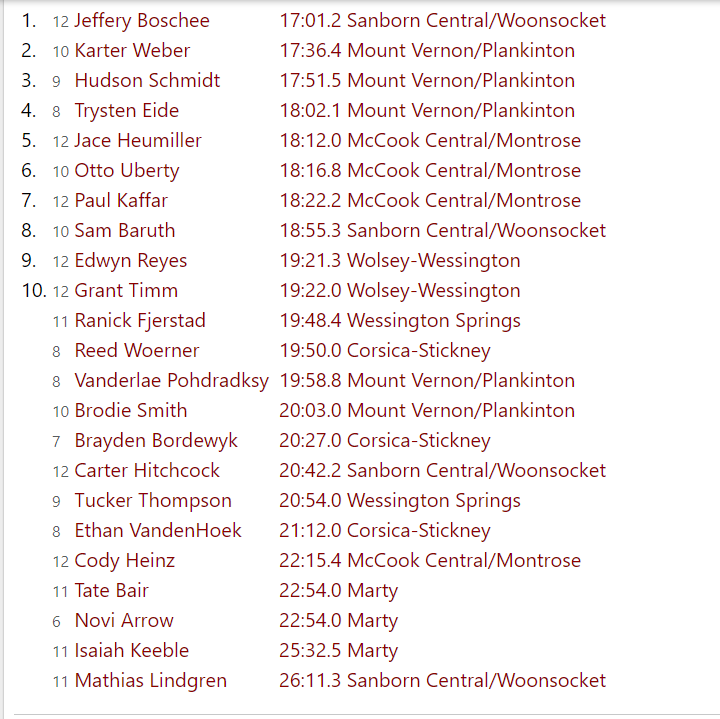 1. 12 Jeffery Boschee 17:01.2 Sanborn Central/Woonsocket
2. 10 Karter Weber 17:36.4 Mount Vernon/Plankinton
3. 9 Hudson Schmidt 17:51.5 Mount Vernon/Plankinton
4. 8 Trysten Eide 18:02.1 Mount Vernon/Plankinton
5. 12 Jace Heumiller 18:12.0 McCook Central/Montrose
6. 10 Otto Uberty 18:16.8 McCook Central/Montrose
7. 12 Paul Kaffar 18:22.2 McCook Central/Montrose
8. 10 Sam Baruth 18:55.3 Sanborn Central/Woonsocket
9. 12 Edwyn Reyes 19:21.3 Wolsey-Wessington
10. 12 Grant Timm 19:22.0 Wolsey-Wessington
11 Ranick Fjerstad 19:48.4 Wessington Springs
8 Reed Woerner 19:50.0 Corsica-Stickney
8 Vanderlae Pohdradksy 19:58.8 Mount Vernon/Plankinton
10 Brodie Smith 20:03.0 Mount Vernon/Plankinton
7 Brayden Bordewyk 20:27.0 Corsica-Stickney
12 Carter Hitchcock 20:42.2 Sanborn Central/Woonsocket
9 Tucker Thompson 20:54.0 Wessington Springs
8 Ethan VandenHoek 21:12.0 Corsica-Stickney
12 Cody Heinz 22:15.4 McCook Central/Montrose
11 Tate Bair 22:54.0 Marty
6 Novi Arrow 22:54.0 Marty
11 Isaiah Keeble 25:32.5 Marty
11 Mathias Lindgren 26:11.3 Sanborn Central/Woonsocket